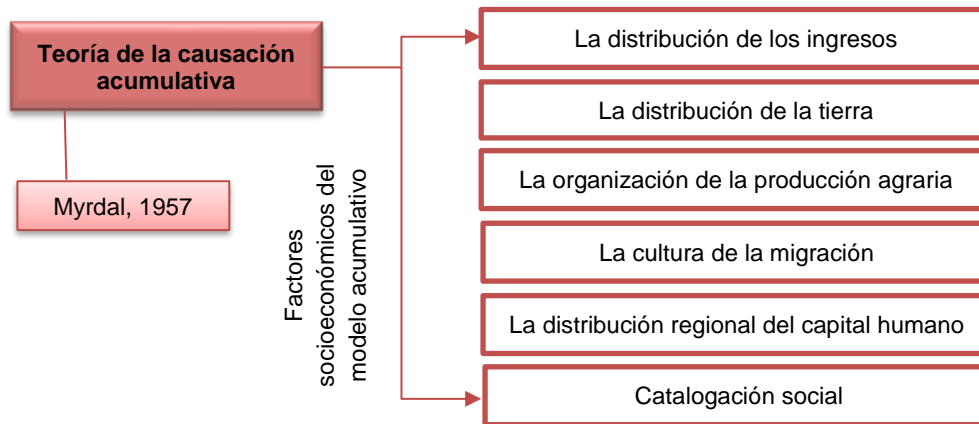 Teoría de la causación
acumulativa
Myrdal, 1957
Factores
socioeconómicos del
modelo acumulativo
La distribución de los ingresos
La distribución de la tierra
La organización de la producción agraria
La cultura de la migración
La distribución regional del capital humano
Catalogación social